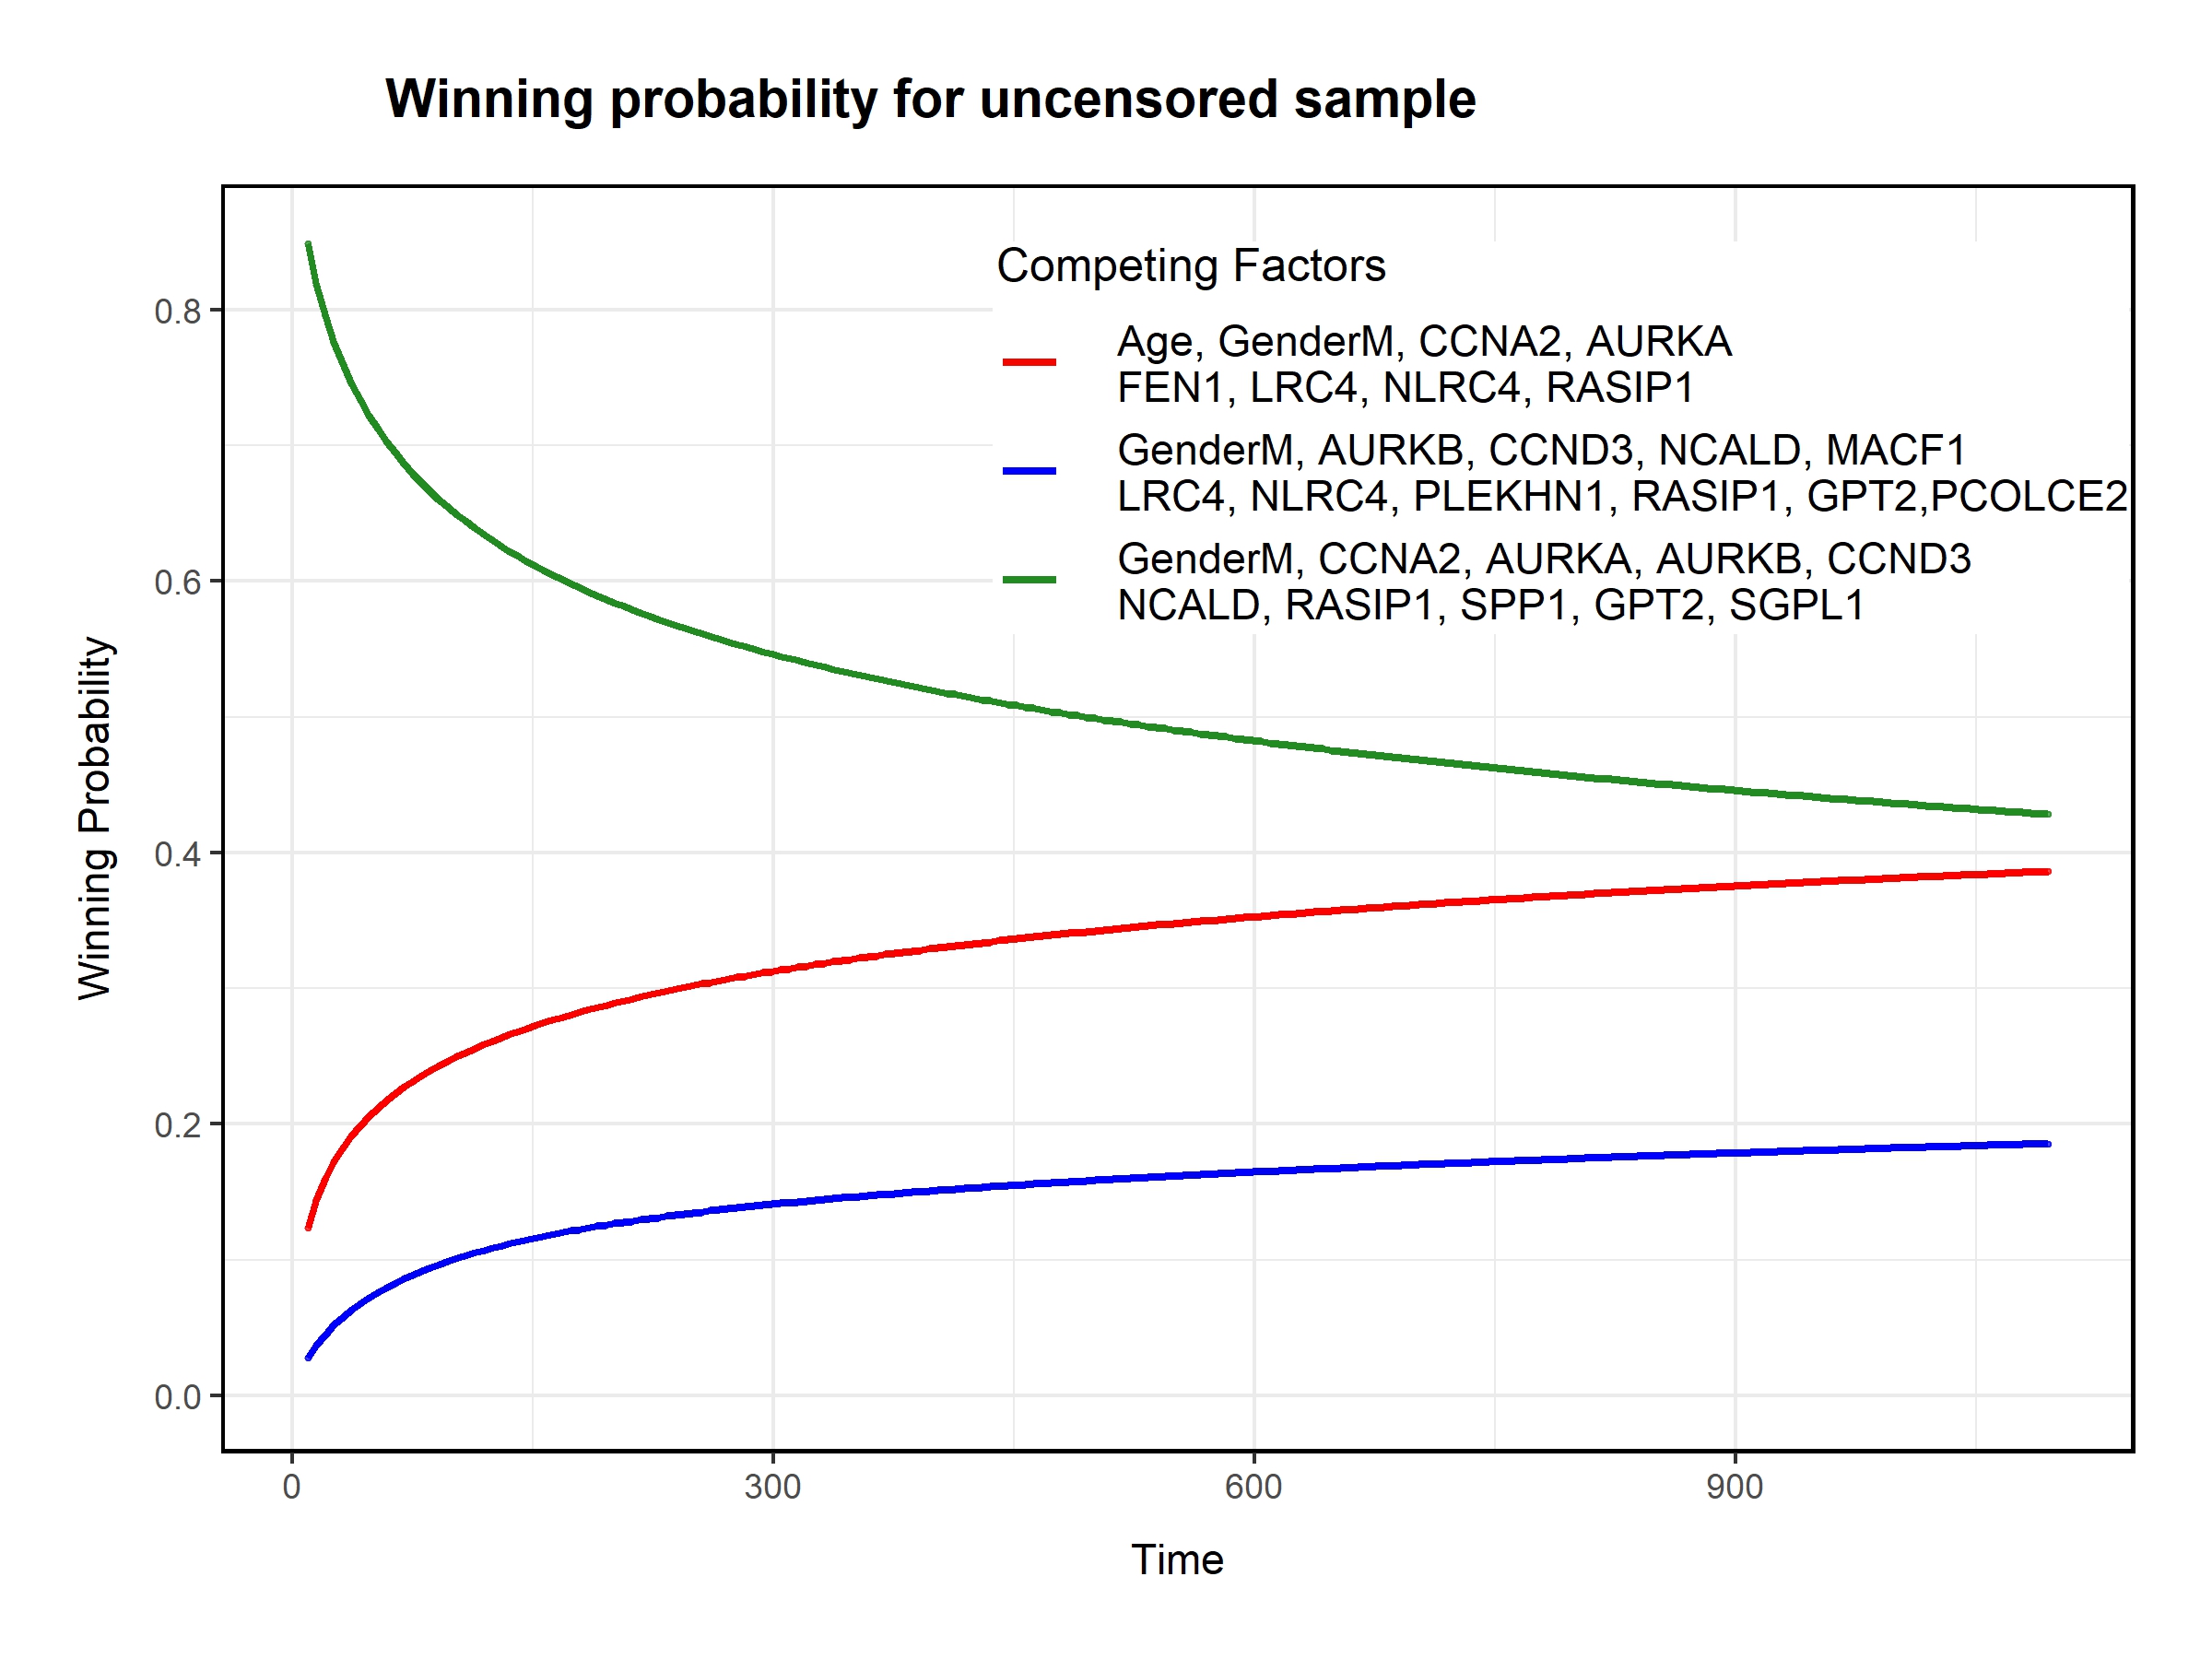 Winning probability for uncensored sample
Competing Factors
Age, GenderM, CCNA2, AURKA
FEN1, LRC4, NLRC4, RASIP1
GenderM, AURKB, CCND3, NCALD, MACF1
LRC4, NLRC4, PLEKHN1, RASIP1, GPT2,PCOLCE2
GenderM, CCNA2, AURKA, AURKB, CCND3
NCALD, RASIP1, SPP1, GPT2, SGPL1
Winning Probability
0.8
0.6
0.4
0.2
0.0
0 300 600 900
Time